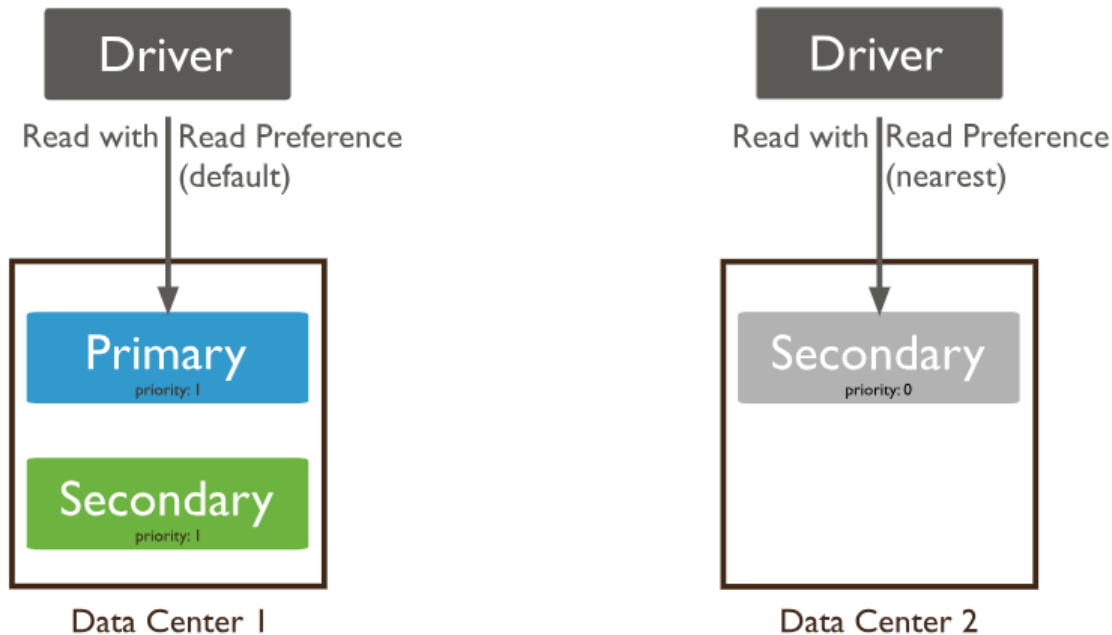 Driver
Read with Read Preference
(default)
Primary
priority: 1
Secondary
priority: 1
Data Center 1
Driver
Read with Read Preference
(nearest)
Secondary
priority: 0
Data Center 2